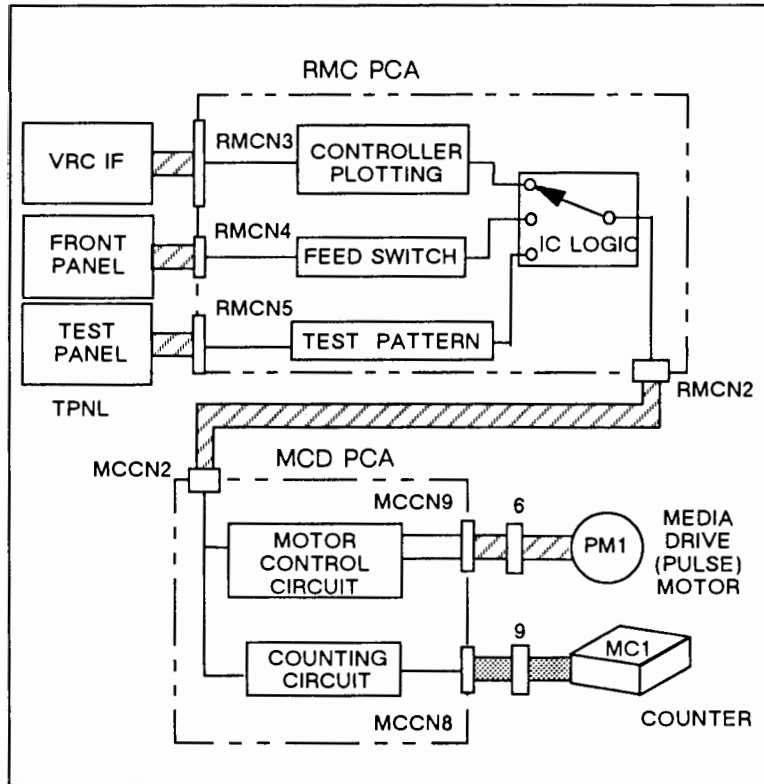 RMC PCA
VRC IF
RMCN3
CONTROLLER
PLOTTING
FRONT
PANEL
RMCN4
FEED SWITCH
IC LOGIC
TEST
PANEL
RMCN5
TEST PATTERN
TPNL
RMCN2
MCCN2
MCD PCA
MCCN9
MOTOR
CONTROL
CIRCUIT
6
PM1
MEDIA
DRIVE
(PULSE)
MOTOR
COUNTING
CIRCUIT
9
MC1
MCCN8
COUNTER